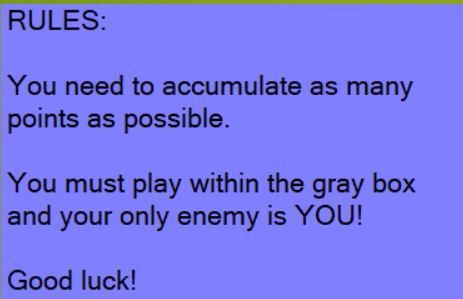 RULES:
You need to accumulate as many
points as possible.
You must play within the gray box
and your only enemy is YOU!
Good luck!